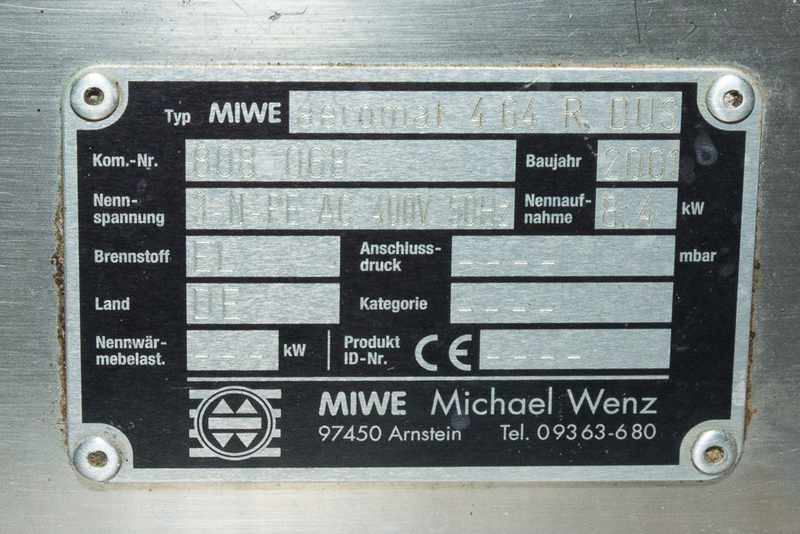 Typ MIWE aeromat 4 64 R DUS
Kom.-Nr. 808 068 Baujahr 2001
Nenn-spannung 3-N-PE AC 400V 50Hz Nennauf-nahme 8.4 kW
Brennstoff EL Anschluss-druck ---- mbar
Land DE Kategorie ----
Nennwär-mebelast. --- kW Produkt ID-Nr. CE ----
MIWE Michael Wenz
97450 Arnstein Tel. 09363-680